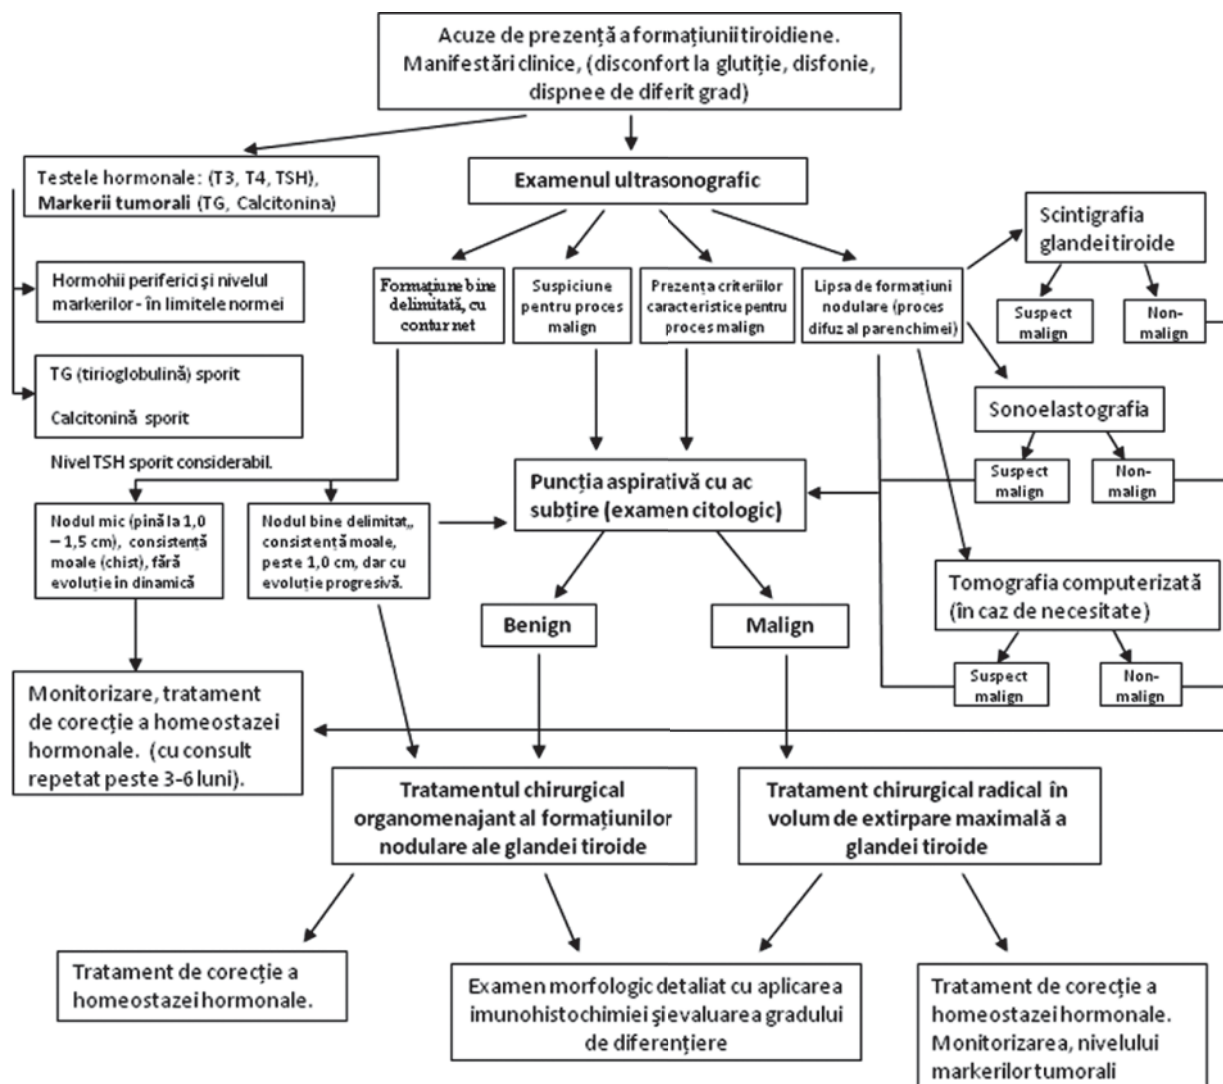 Acuze de prezență a formațiunii tiroidiene.
Manifestări clinice, (disconfort la glutiție, disfonie,
dispnee de diferit grad)
Testele hormonale: (T3, T4, TSH),
Markerii tumorali (TG, Calcitonina)
Examenul ultrasonografic
Scintigrafia
glandei tiroide
Hormohii periferici și nivelul
markerilor - în limitele normei
Formațiune bine
delimitată, cu
contur net
Suspiciune
pentru proces
malign
Prezența criteriilor
caracteristice pentru
proces malign
Lipsa de formațiuni
nodulare (proces
difuz al parenchimei)
Suspect
malign
Non-
malign
TG (tirioglobulină) sporit
Calcitonină sporit
Nivel TSH sporit considerabil.
Sonoelastografia
Suspect
malign
Non-
malign
Puncția aspirativă cu ac
subțire (examen citologic)
Nodul mic (pînă la 1,0
– 1,5 cm), consistență
moale (chist), fără
evoluție în dinamică
Nodul bine delimitat,,
consistență moale,
peste 1,0 cm, dar cu
evoluție progresivă.
Tomografia computerizată
(în caz de necesitate)
Benign
Malign
Suspect
malign
Non-
malign
Monitorizare, tratament
de corecție a homeostazei
hormonale. (cu consult
repetat peste 3-6 luni).
Tratamentul chirurgical
organomenajant al formațiunilor
nodulare ale glandei tiroide
Tratament chirurgical radical în
volum de extirpare maximală a
glandei tiroide
Tratament de corecție a
homeostazei hormonale.
Examen morfologic detaliat cu aplicarea
imunohistochimiei șievaluarea gradului
de diferențiere
Tratament de corecție a
homeostazei hormonale.
Monitorizarea, nivelului
markerilor tumorali